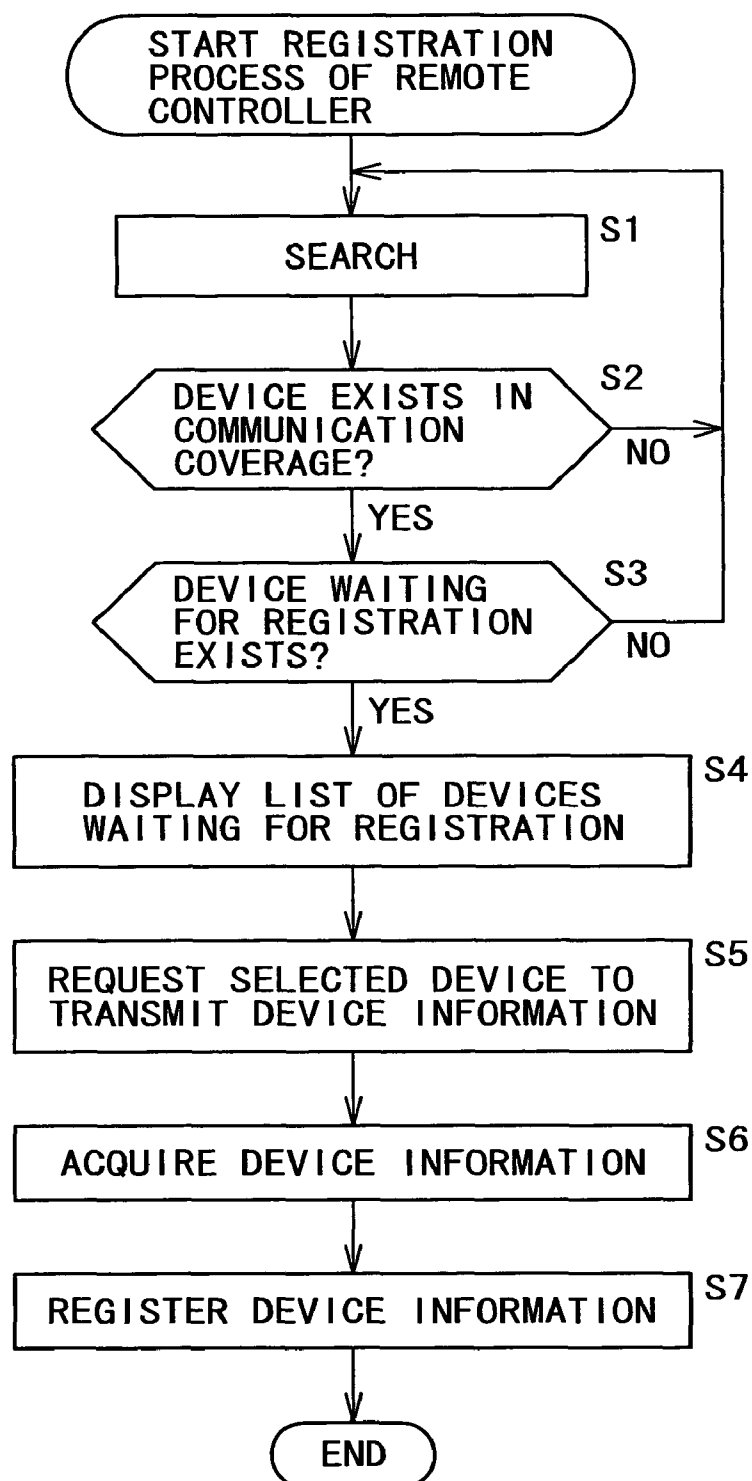 START REGISTRATION
PROCESS OF REMOTE
CONTROLLER
S1
SEARCH
S2
DEVICE EXISTS IN
COMMUNICATION
COVERAGE?
NO
YES
S3
DEVICE WAITING
FOR REGISTRATION
EXISTS?
NO
YES
S4
DISPLAY LIST OF DEVICES
WAITING FOR REGISTRATION
S5
REQUEST SELECTED DEVICE TO
TRANSMIT DEVICE INFORMATION
S6
ACQUIRE DEVICE INFORMATION
S7
REGISTER DEVICE INFORMATION
END